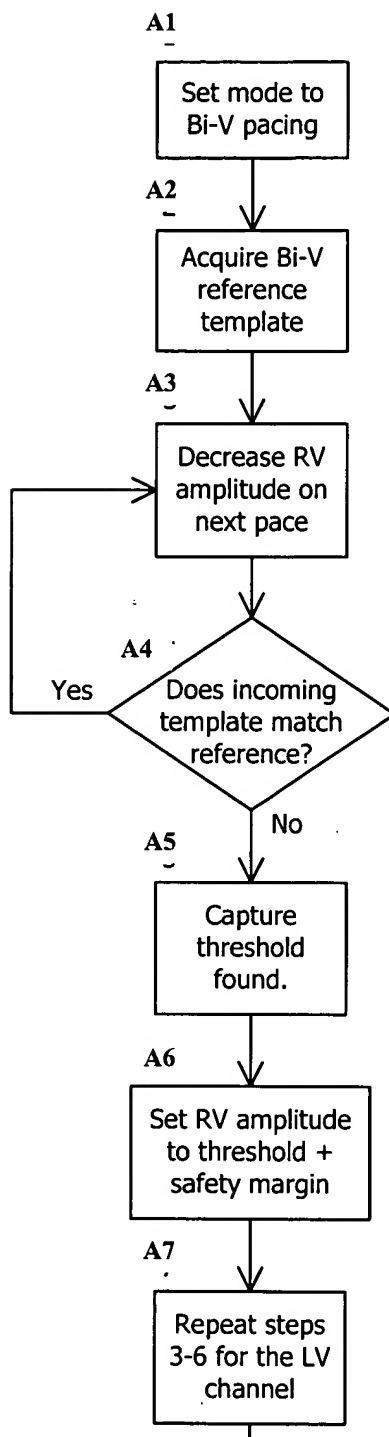 A1
Set mode to
Bi-V pacing
A2
Acquire Bi-V
reference
template
A3
Decrease RV
amplitude on
next pace
A4
Yes
Does incoming
template match
reference?
No
A5
Capture
threshold
found.
A6
Set RV amplitude
to threshold +
safety margin
A7
Repeat steps
3-6 for the LV
channel